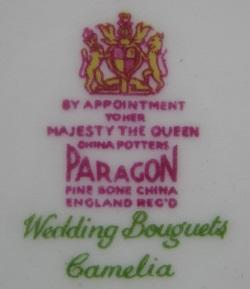 BY APPOINTMENT
TO HER
MAJESTY THE QUEEN
CHINA POTTERS
PARAGON
FINE BONE CHINA
ENGLAND REG'D
Wedding Bouquets
Camelia